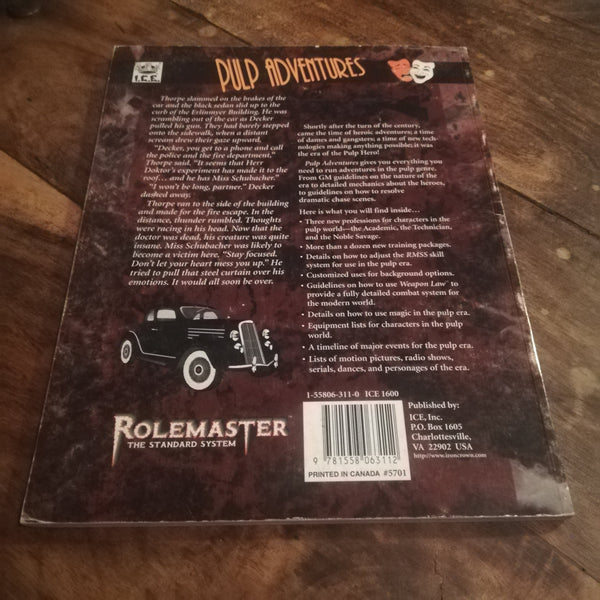 I.C.E.
PULP ADVENTURES
Thorpe slammed on the brakes of the
car and the black sedan slid up to the
curb of the Erlinmyer Building. He was
scrambling out of the car as Decker
pulled his gun. They had barely stepped
onto the sidewalk, when a distant
scream drew their gaze upward.
"Decker, you get to a phone and call
the police and the fire department,"
Thorpe said. "It seems that Herr
Doktor's experiment has made it to the
roof... and he has Miss Schubacher."
"I won't be long, partner." Decker
dashed away.
Thorpe ran to the side of the building
and made for the fire escape. In the
distance, thunder rumbled. Thoughts
were racing in his head. Now that the
doctor was dead, his creature was quite
insane. Miss Schubacher was likely to
become a victim here. "Stay focused.
Don't let your heart mess you up." He
tried to pull that steel curtain over his
emotions. It would all soon be over.
Shortly after the turn of the century,
came the time of heroic adventures; a time
of dames and gangsters; a time of new tech-
nologies making anything possible; it was
the era of the Pulp Hero!
Pulp Adventures gives you everything you
need to run adventures in the pulp genre.
From GM guidelines on the nature of the
era to detailed mechanics about the heroes,
to guidelines on how to resolve
dramatic chase scenes.
Here is what you will find inside...
• Three new professions for characters in the
pulp world—the Academic, the Technician,
and the Noble Savage.
• More than a dozen new training packages.
• Details on how to adjust the RMSS skill
system for use in the pulp era.
• Customized uses for background options.
• Guidelines on how to use Weapon Law™ to
provide a fully detailed combat system for
the modern world.
• Details on how to use magic in the pulp era.
• Equipment lists for characters in the pulp
world.
• A timeline of major events for the pulp era.
• Lists of motion pictures, radio shows,
serials, dances, and personages of the era.
1-55806-311-0 ICE 1600
9 781558 063112
PRINTED IN CANADA #5701
Published by:
ICE, Inc.
P.O. Box 1605
Charlottesville,
VA 22902 USA
http://www.ironcrown.com
ROLEMASTER™
THE STANDARD SYSTEM